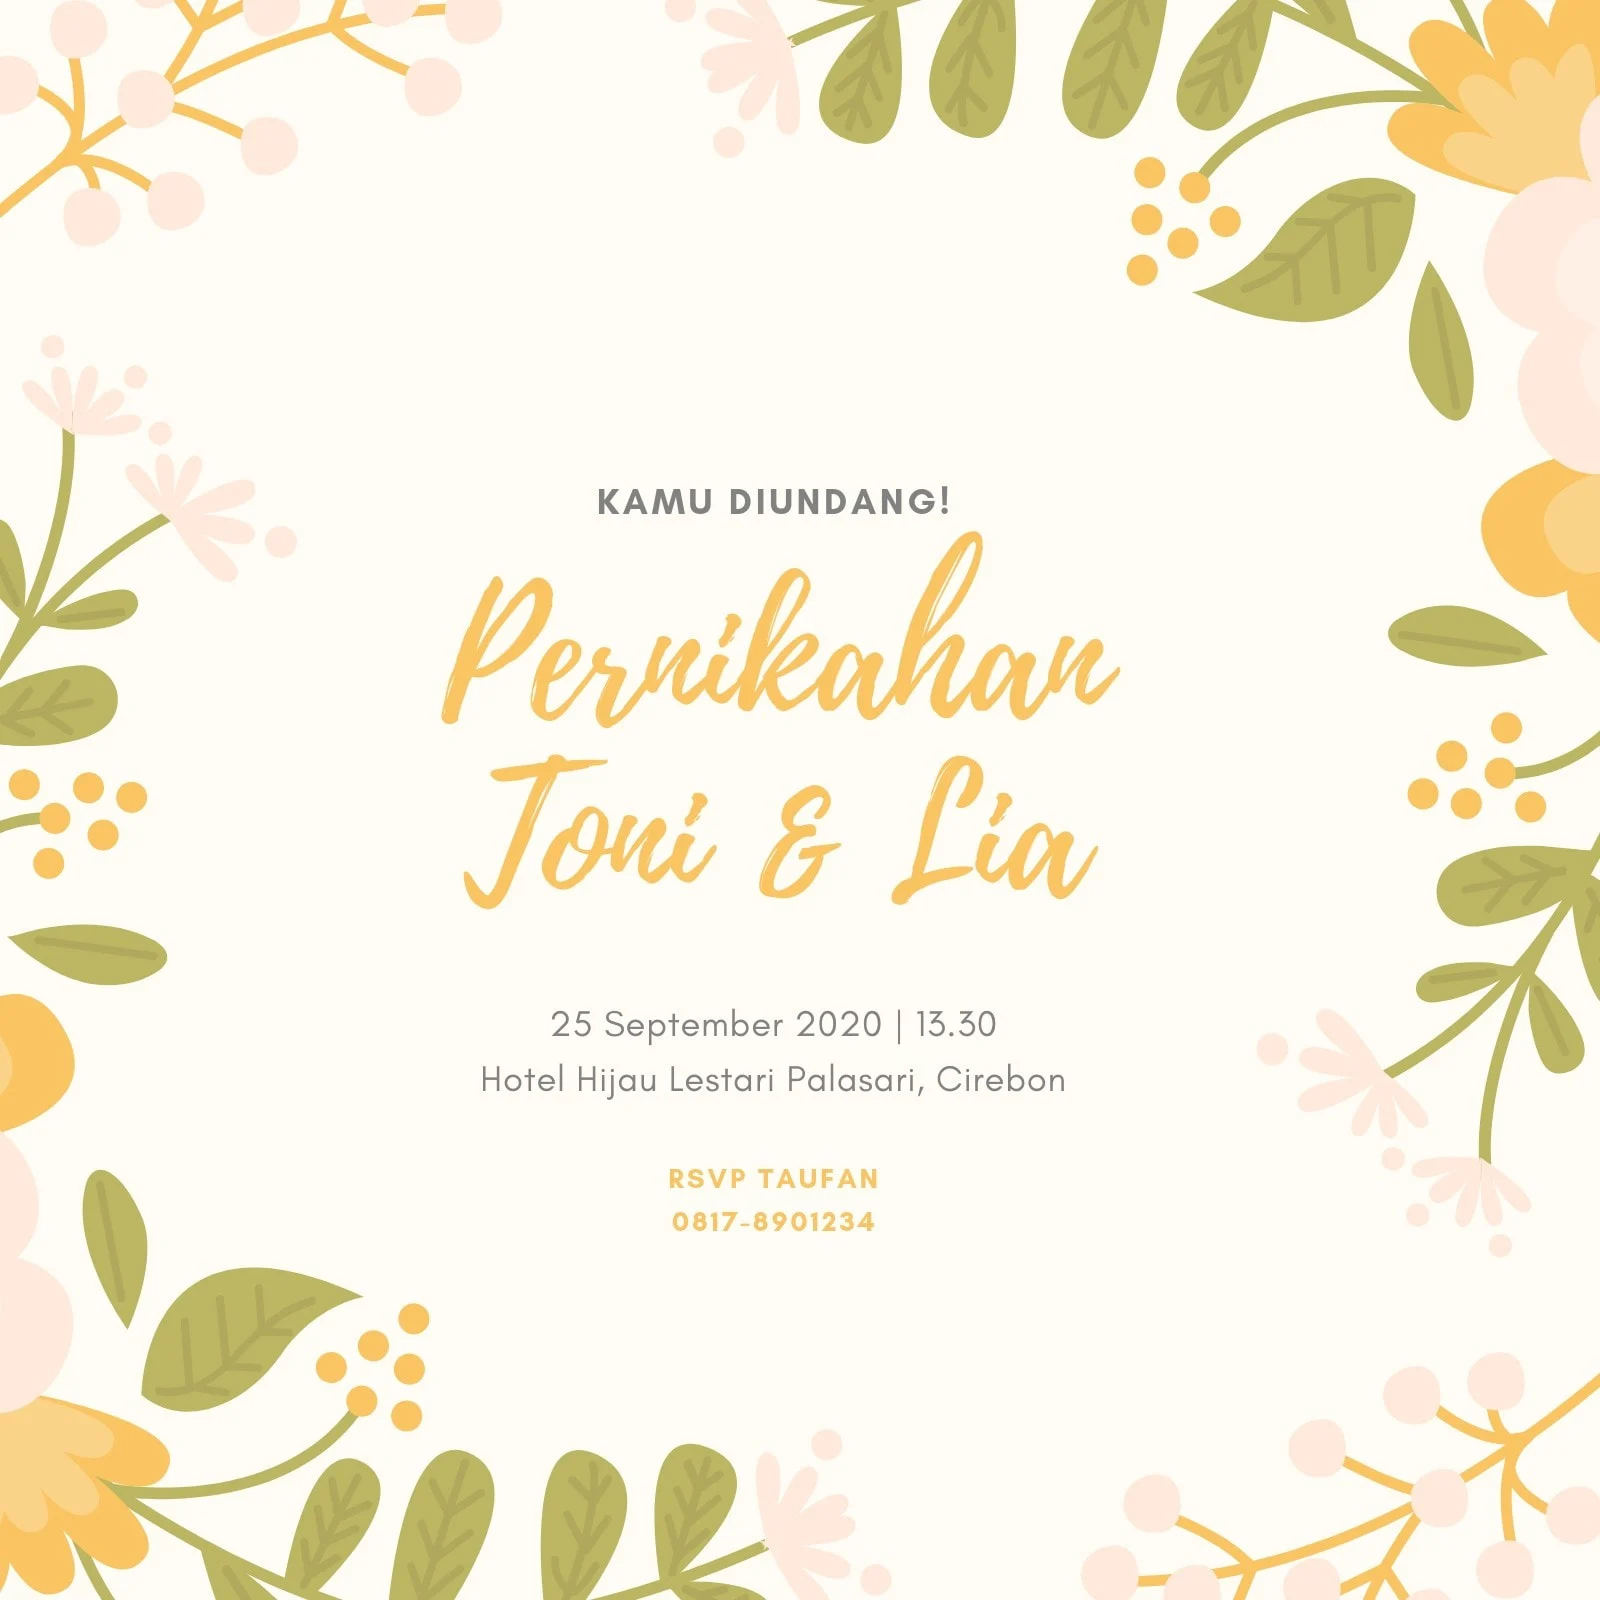 KAMU DIUNDANG!
Pernikahan
Toni & Lia
25 September 2020 | 13.30
Hotel Hijau Lestari Palasari, Cirebon
RSVP TAUFAN
0817-8901234